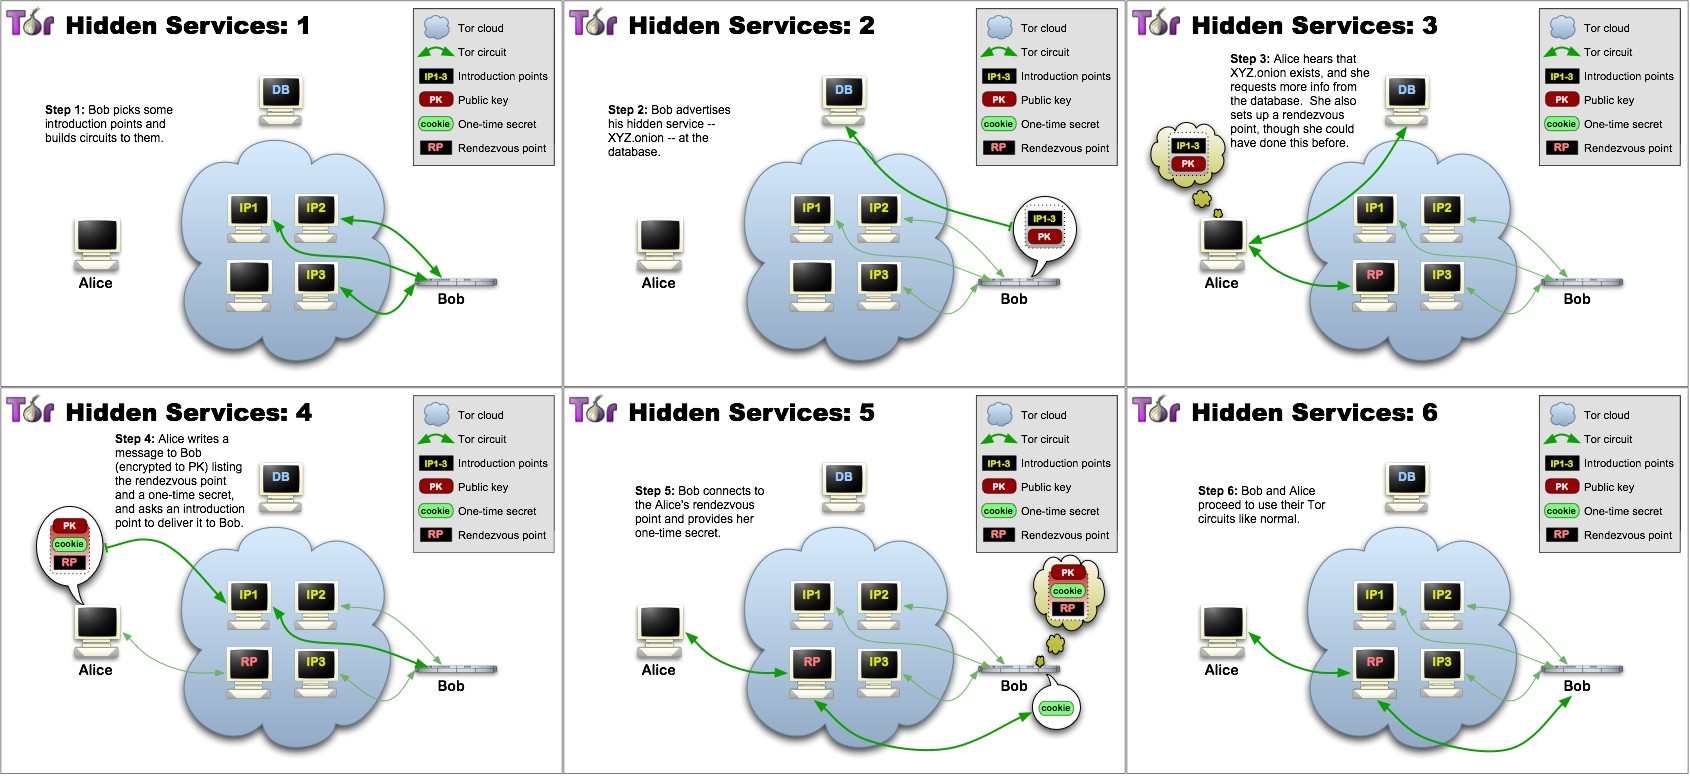 Tor Hidden Services: 1
Tor cloud
Tor circuit
IP1-3 Introduction points
PK Public key
cookie One-time secret
RP Rendezvous point
Step 1: Bob picks some
introduction points and
builds circuits to them.
DB
IP1 IP2
IP3
Alice
Bob
Tor Hidden Services: 2
Tor cloud
Tor circuit
IP1-3 Introduction points
PK Public key
cookie One-time secret
RP Rendezvous point
Step 2: Bob advertises
his hidden service --
XYZ.onion -- at the
database.
DB
IP1 IP2
IP1-3
PK
IP3
Alice
Bob
Tor Hidden Services: 3
Tor cloud
Tor circuit
IP1-3 Introduction points
PK Public key
cookie One-time secret
RP Rendezvous point
Step 3: Alice hears that
XYZ.onion exists, and she
requests more info from
the database. She also
sets up a rendezvous
point, though she could
have done this before.
DB
IP1-3
PK
IP1 IP2
RP IP3
Alice
Bob
Tor Hidden Services: 4
Tor cloud
Tor circuit
IP1-3 Introduction points
PK Public key
cookie One-time secret
RP Rendezvous point
Step 4: Alice writes a
message to Bob
(encrypted to PK) listing
the rendezvous point
and a one-time secret,
and asks an introduction
point to deliver it to Bob.
DB
PK
cookie
RP
IP1 IP2
RP IP3
Alice
Bob
Tor Hidden Services: 5
Tor cloud
Tor circuit
IP1-3 Introduction points
PK Public key
cookie One-time secret
RP Rendezvous point
Step 5: Bob connects to
the Alice's rendezvous
point and provides her
one-time secret.
DB
PK
cookie
RP
IP1 IP2
RP IP3
Alice
Bob
cookie
Tor Hidden Services: 6
Tor cloud
Tor circuit
IP1-3 Introduction points
PK Public key
cookie One-time secret
RP Rendezvous point
Step 6: Bob and Alice
proceed to use their Tor
circuits like normal.
DB
IP1 IP2
RP IP3
Alice
Bob